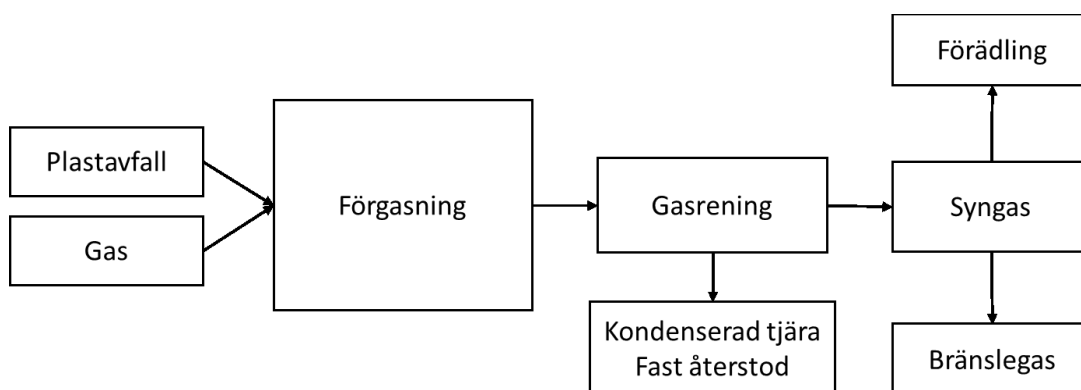 Plastavfall
Gas
Förgasning
Gasrening
Kondenserad tjära
Fast återstod
Förädling
Syngas
Bränslegas